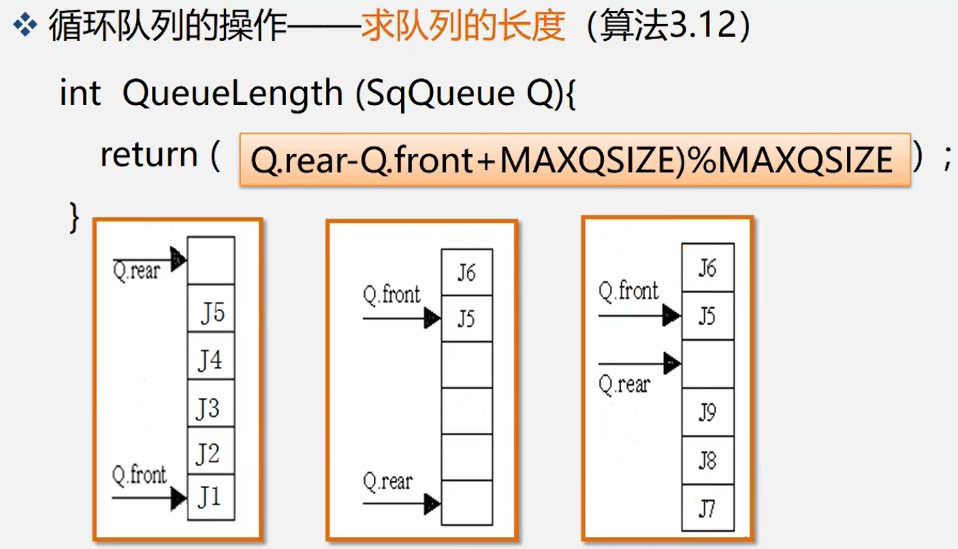 ❖ 循环队列的操作——求队列的长度（算法3.12）
int QueueLength (SqQueue Q){
return ( Q.rear-Q.front+MAXQSIZE)%MAXQSIZE ) ;
}
Q.rear
J5
J4
J3
J2
Q.front
J1
J6
Q.front
J5
Q.rear
J6
Q.front
J5
Q.rear
J9
J8
J7